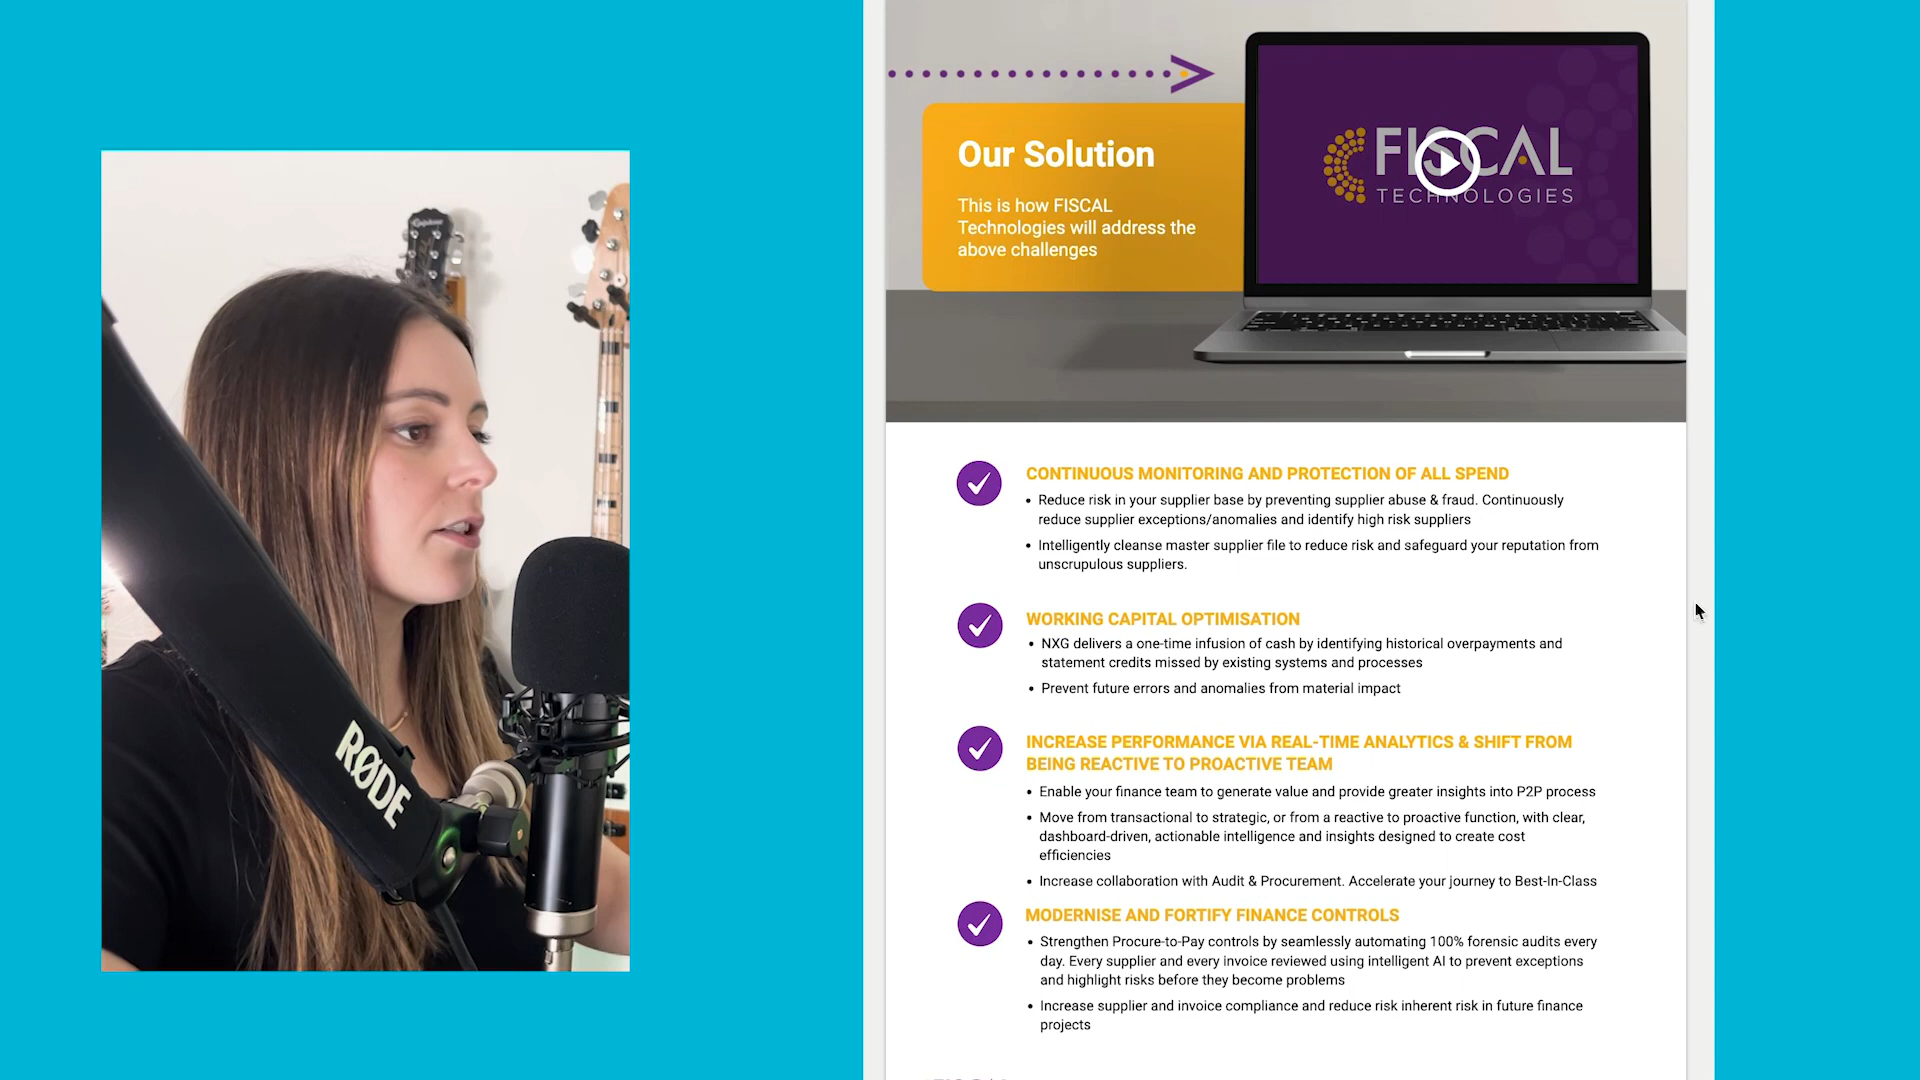 Epiphone
RØDE
Our Solution
This is how FISCAL
Technologies will address the
above challenges
FISCAL
TECHNOLOGIES
CONTINUOUS MONITORING AND PROTECTION OF ALL SPEND
• Reduce risk in your supplier base by preventing supplier abuse & fraud. Continuously
reduce supplier exceptions/anomalies and identify high risk suppliers
• Intelligently cleanse master supplier file to reduce risk and safeguard your reputation from
unscrupulous suppliers.
WORKING CAPITAL OPTIMISATION
• NXG delivers a one-time infusion of cash by identifying historical overpayments and
statement credits missed by existing systems and processes
• Prevent future errors and anomalies from material impact
INCREASE PERFORMANCE VIA REAL-TIME ANALYTICS & SHIFT FROM
BEING REACTIVE TO PROACTIVE TEAM
• Enable your finance team to generate value and provide greater insights into P2P process
• Move from transactional to strategic, or from a reactive to proactive function, with clear,
dashboard-driven, actionable intelligence and insights designed to create cost
efficiencies
• Increase collaboration with Audit & Procurement. Accelerate your journey to Best-In-Class
MODERNISE AND FORTIFY FINANCE CONTROLS
• Strengthen Procure-to-Pay controls by seamlessly automating 100% forensic audits every
day. Every supplier and every invoice reviewed using intelligent AI to prevent exceptions
and highlight risks before they become problems
• Increase supplier and invoice compliance and reduce risk inherent risk in future finance
projects